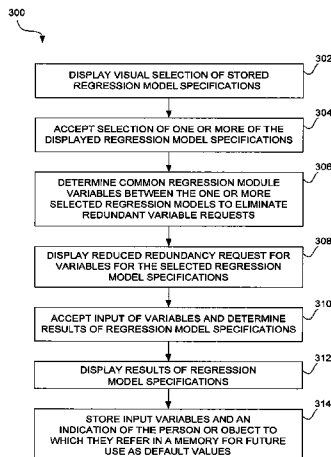 300
302
DISPLAY VISUAL SELECTION OF STORED
REGRESSION MODEL SPECIFICATIONS
304
ACCEPT SELECTION OF ONE OR MORE OF THE
DISPLAYED REGRESSION MODEL SPECIFICATIONS
306
DETERMINE COMMON REGRESSION MODULE
VARIABLES BETWEEN THE ONE OR MORE
SELECTED REGRESSION MODELS TO ELIMINATE
REDUNDANT VARIABLE REQUESTS
308
DISPLAY REDUCED REDUNDANCY REQUEST FOR
VARIABLES FOR THE SELECTED REGRESSION
MODEL SPECIFICATIONS
310
ACCEPT INPUT OF VARIABLES AND DETERMINE
RESULTS OF REGRESSION MODEL SPECIFICATIONS
312
DISPLAY RESULTS OF REGRESSION
MODEL SPECIFICATIONS
314
STORE INPUT VARIABLES AND AN
INDICATION OF THE PERSON OR OBJECT TO
WHICH THEY REFER IN A MEMORY FOR FUTURE
USE AS DEFAULT VALUES